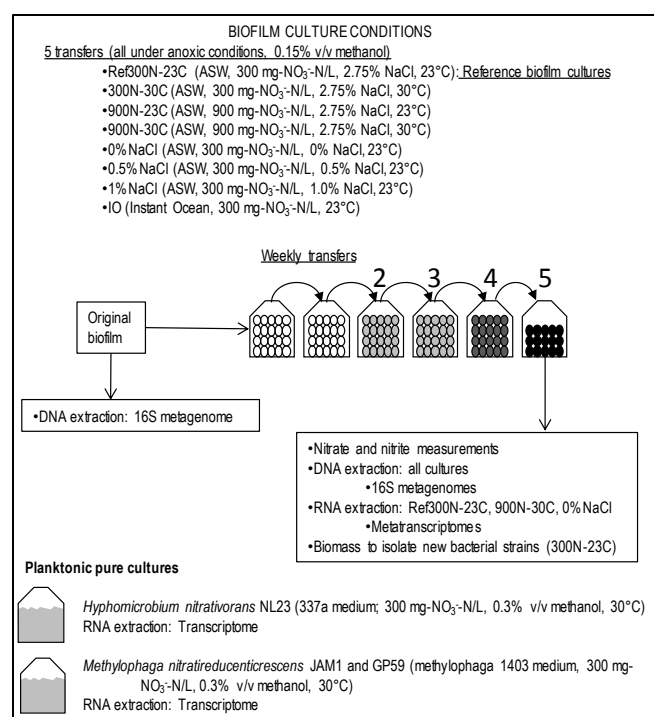 BIOFILM CULTURE CONDITIONS
5 transfers (all under anoxic conditions, 0.15% v/v methanol)
•Ref300N-23C (ASW, 300 mg-NO3--N/L, 2.75% NaCl, 23°C): Reference biofilm cultures
•300N-30C (ASW, 300 mg-NO3--N/L, 2.75% NaCl, 30°C)
•900N-23C (ASW, 900 mg-NO3--N/L, 2.75% NaCl, 23°C)
•900N-30C (ASW, 900 mg-NO3--N/L, 2.75% NaCl, 30°C)
•0% NaCl (ASW, 300 mg-NO3--N/L, 0% NaCl, 23°C)
•0.5% NaCl (ASW, 300 mg-NO3--N/L, 0.5% NaCl, 23°C)
•1% NaCl (ASW, 300 mg-NO3--N/L, 1.0% NaCl, 23°C)
•IO (Instant Ocean, 300 mg-NO3--N/L, 23°C)
Weekly transfers
2 3 4 5
Original
biofilm
•DNA extraction: 16S metagenome
•Nitrate and nitrite measurements
•DNA extraction: all cultures
•16S metagenomes
•RNA extraction: Ref300N-23C, 900N-30C, 0% NaCl
•Metatranscriptomes
•Biomass to isolate new bacterial strains (300N-23C)
Planktonic pure cultures
Hyphomicrobium nitrativorans NL23 (337a medium; 300 mg-NO3--N/L, 0.3% v/v methanol, 30°C)
RNA extraction: Transcriptome
Methylophaga nitratireducenticrescens JAM1 and GP59 (methylophaga 1403 medium, 300 mg-
NO3--N/L, 0.3% v/v methanol, 30°C)
RNA extraction: Transcriptome